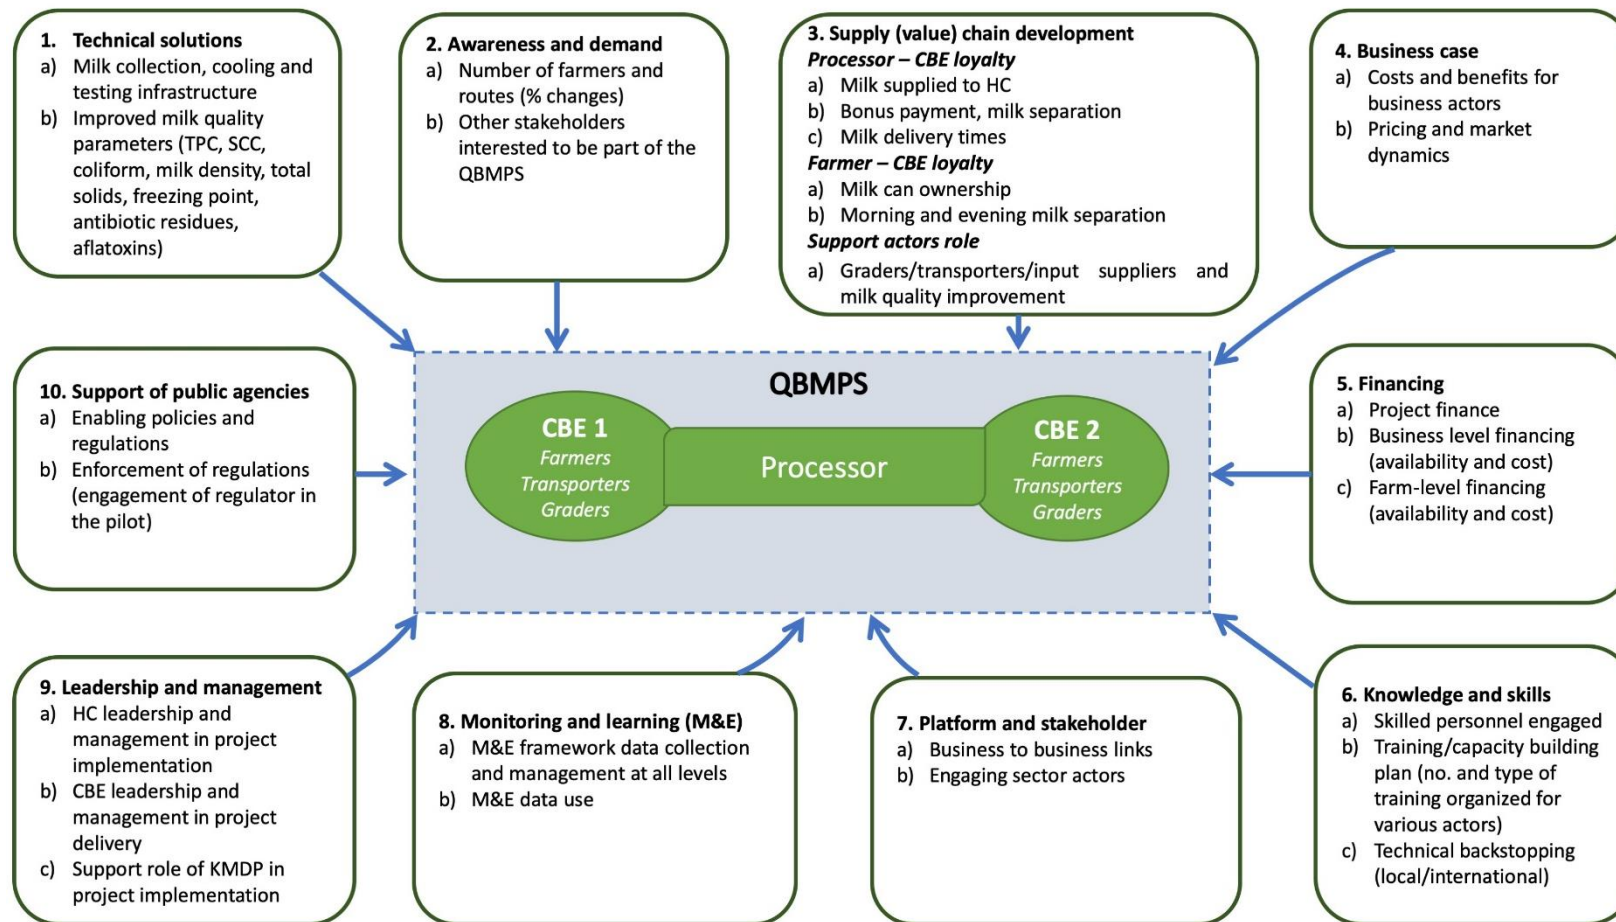 1. Technical solutions
a) Milk collection, cooling and
testing infrastructure
b) Improved milk quality
parameters (TPC, SCC,
coliform, milk density, total
solids, freezing point,
antibiotic residues,
aflatoxins)
2. Awareness and demand
a) Number of farmers and
routes (% changes)
b) Other stakeholders
interested to be part of the
QBMPS
3. Supply (value) chain development
Processor – CBE loyalty
a) Milk supplied to HC
b) Bonus payment, milk separation
c) Milk delivery times
Farmer – CBE loyalty
a) Milk can ownership
b) Morning and evening milk separation
Support actors role
a) Graders/transporters/input suppliers and
milk quality improvement
4. Business case
a) Costs and benefits for
business actors
b) Pricing and market
dynamics
10. Support of public agencies
a) Enabling policies and
regulations
b) Enforcement of regulations
(engagement of regulator in
the pilot)
QBMPS
CBE 1
Farmers
Transporters
Graders
Processor
CBE 2
Farmers
Transporters
Graders
5. Financing
a) Project finance
b) Business level financing
(availability and cost)
c) Farm-level financing
(availability and cost)
9. Leadership and management
a) HC leadership and
management in project
implementation
b) CBE leadership and
management in project
delivery
c) Support role of KMDP in
project implementation
8. Monitoring and learning (M&E)
a) M&E framework data collection
and management at all levels
b) M&E data use
7. Platform and stakeholder
a) Business to business links
b) Engaging sector actors
6. Knowledge and skills
a) Skilled personnel engaged
b) Training/capacity building
plan (no. and type of
training organized for
various actors)
c) Technical backstopping
(local/international)